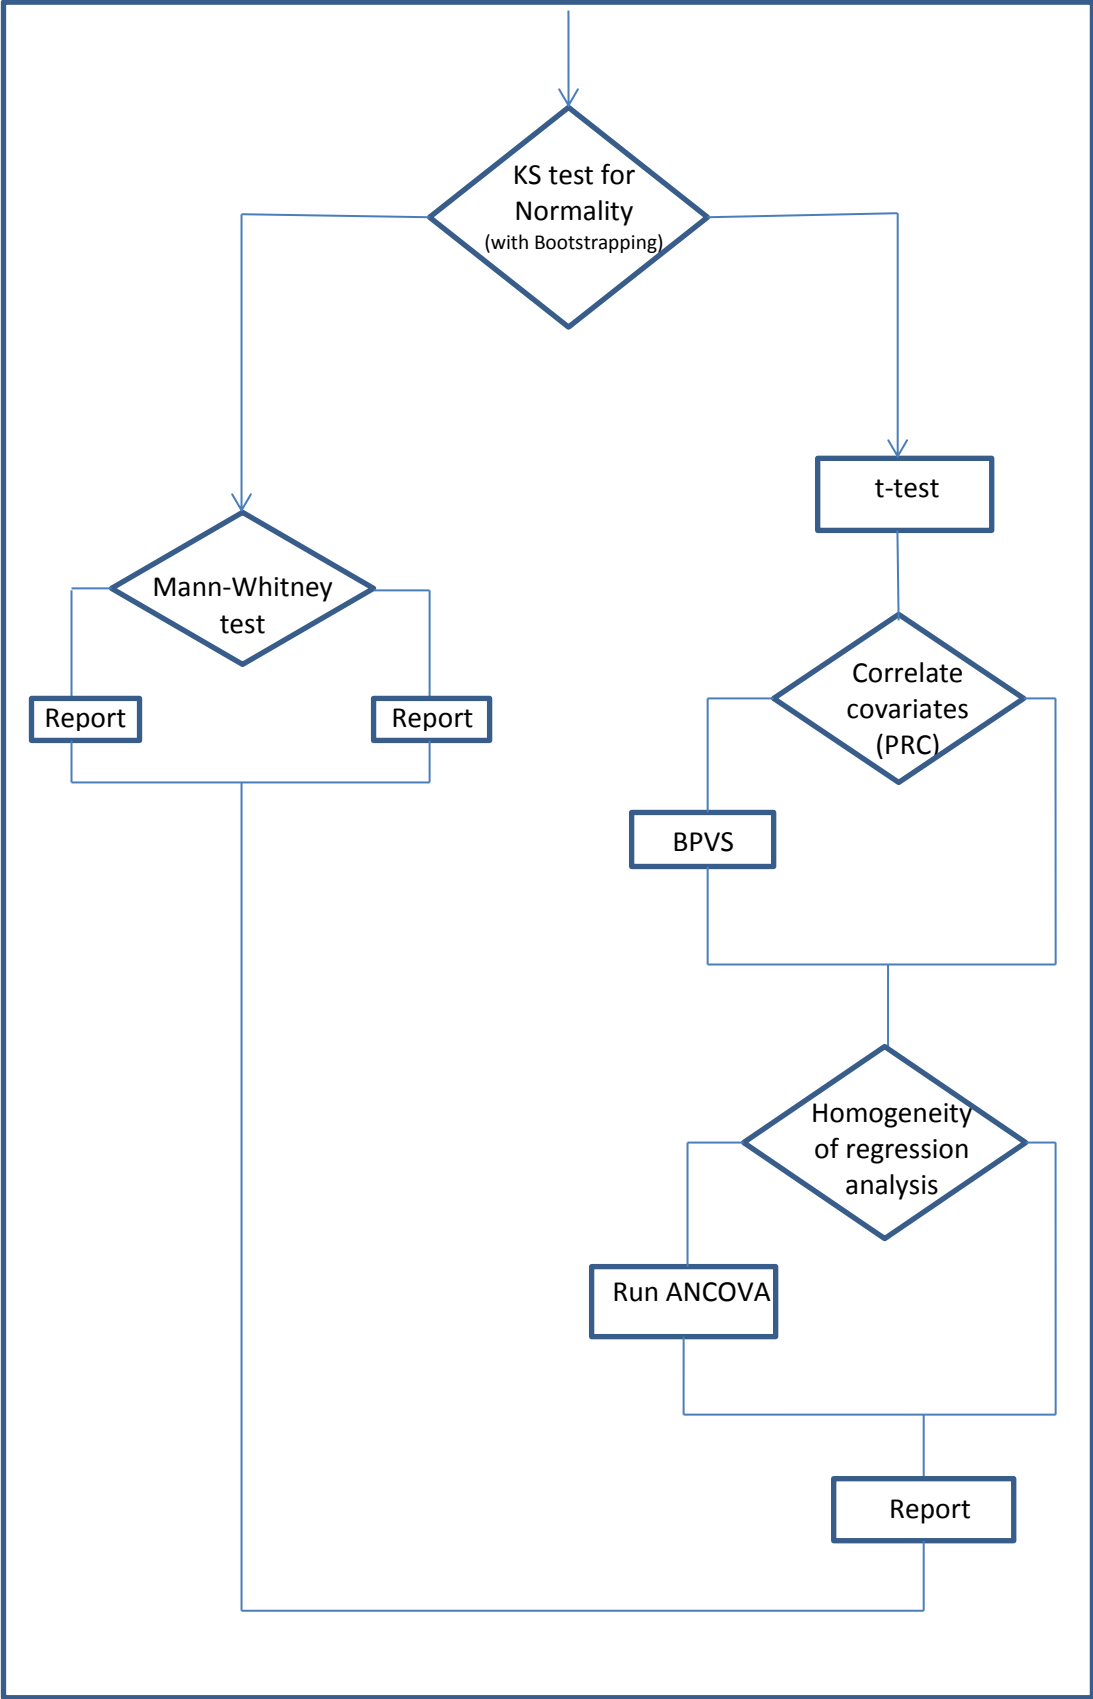 KS test for
Normality
(with Bootstrapping)
t-test
Mann-Whitney
test
Correlate
covariates
(PRC)
Report
Report
BPVS
Homogeneity
of regression
analysis
Run ANCOVA
Report